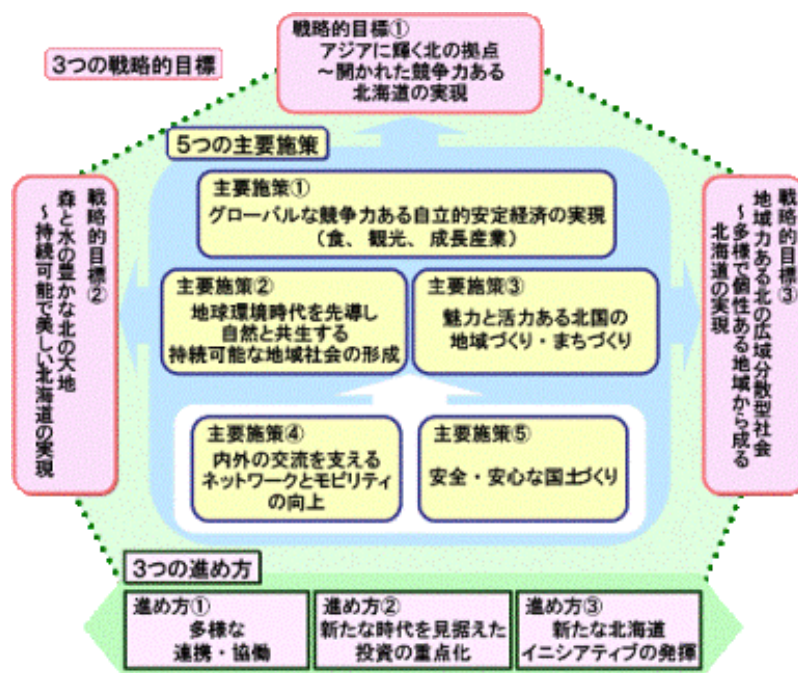 3つの戦略的目標
戦略的目標①
アジアに輝く北の拠点
～開かれた競争力ある
北海道の実現
5つの主要施策
主要施策①
グローバルな競争力ある自立的安定経済の実現
（食、観光、成長産業）
戦略的目標②
森と水の豊かな北の大地
～持続可能で美しい北海道の実現
主要施策②
地球環境時代を先導し
自然と共生する
持続可能な地域社会の形成
主要施策③
魅力と活力ある北国の
地域づくり・まちづくり
戦略的目標③
地域力ある北の広域分散型社会
～多様で個性ある地域から成る
北海道の実現
主要施策④
内外の交流を支える
ネットワークとモビリティ
の向上
主要施策⑤
安全・安心な国土づくり
3つの進め方
進め方①
多様な
連携・協働
進め方②
新たな時代を見据えた
投資の重点化
進め方③
新たな北海道
イニシアティブの発揮